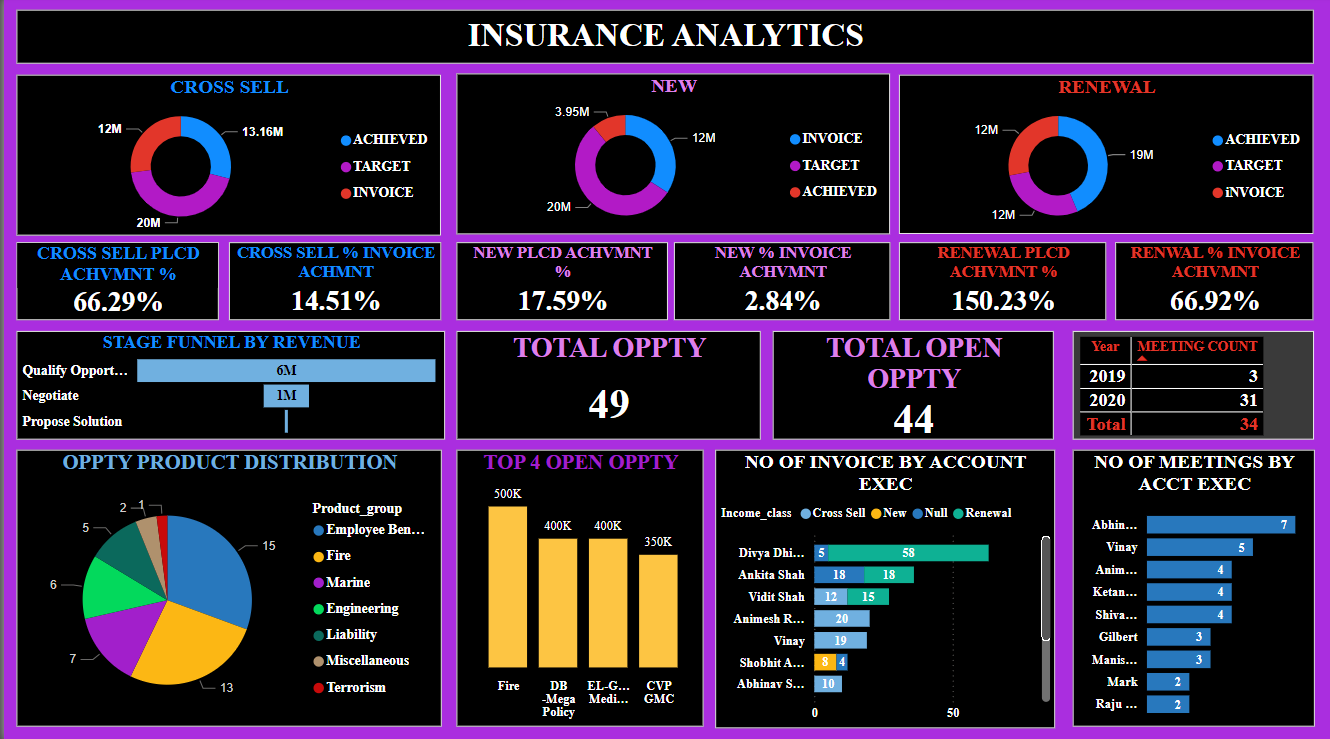 INSURANCE ANALYTICS
CROSS SELL
12M
13.16M
20M
ACHIEVED
TARGET
INVOICE
NEW
3.95M
12M
20M
INVOICE
TARGET
ACHIEVED
RENEWAL
12M
19M
12M
ACHIEVED
TARGET
iNVOICE
CROSS SELL PLCD
ACHVMNT %
66.29%
CROSS SELL % INVOICE
ACHMNT
14.51%
NEW PLCD ACHVMNT
%
17.59%
NEW % INVOICE
ACHVMNT
2.84%
RENEWAL PLCD
ACHVMNT %
150.23%
RENWAL % INVOICE
ACHVMNT
66.92%
STAGE FUNNEL BY REVENUE
Qualify Opport...
6M
Negotiate
1M
Propose Solution
TOTAL OPPTY
49
TOTAL OPEN
OPPTY
44
Year MEETING COUNT
2019 3
2020 31
Total 34
OPPTY PRODUCT DISTRIBUTION
15
13
7
6
5
2
1
Product_group
Employee Ben...
Fire
Marine
Engineering
Liability
Miscellaneous
Terrorism
TOP 4 OPEN OPPTY
500K
400K
400K
350K
Fire
DB
-Mega
Policy
EL-G...
Medi...
CVP
GMC
NO OF INVOICE BY ACCOUNT
EXEC
Income_class Cross Sell New Null Renewal
Divya Dhi... 5 58
Ankita Shah 18 18
Vidit Shah 12 15
Animesh R... 20
Vinay 19
Shobhit A... 8 4
Abhinav S... 10
0 50
NO OF MEETINGS BY
ACCT EXEC
Abhin... 7
Vinay 5
Anim... 4
Ketan... 4
Shiva... 4
Gilbert 3
Manis... 3
Mark 2
Raju ... 2